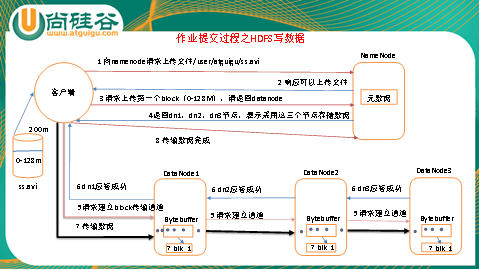 尚硅谷
www.atguigu.com
作业提交过程之HDFS写数据
NameNode
1 向namenode请求上传文件/user/atguigu/ss.avi
2 响应可以上传文件
客户端
3 请求上传第一个block（0-128M），请返回datanode
元数据
4返回dn1，dn2，dn3节点，表示采用这三个节点存储数据
200m
8 传输数据完成
0-128M
ss.avi
DataNode1
DataNode2
DataNode3
6 dn1应答成功
6 dn2应答成功
6 dn3应答成功
5请求建立block传输通道
5请求建立通道
5请求建立通道
Bytebuffer
Bytebuffer
Bytebuffer
7 传输数据
7 blk_1
7 blk_1
7 blk_1